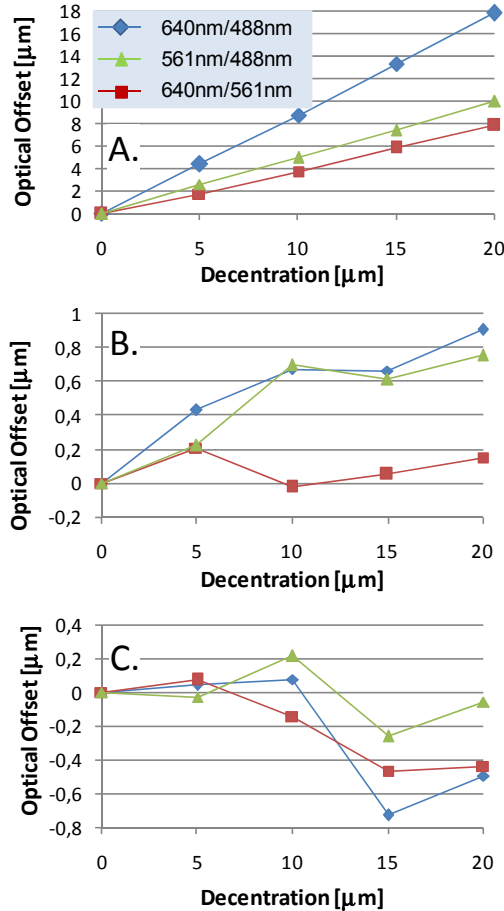 18
16
14
12
10
8
6
4
2
0
Optical Offset [µm]
640nm/488nm
561nm/488nm
640nm/561nm
A.
0 5 10 15 20
Decentration [µm]
1
0,8
0,6
0,4
0,2
0
-0,2
Optical Offset [µm]
B.
0 5 10 15 20
Decentration [µm]
0,4
0,2
0
-0,2
-0,4
-0,6
-0,8
Optical Offset [µm]
C.
0 5 10 15 20
Decentration [µm]